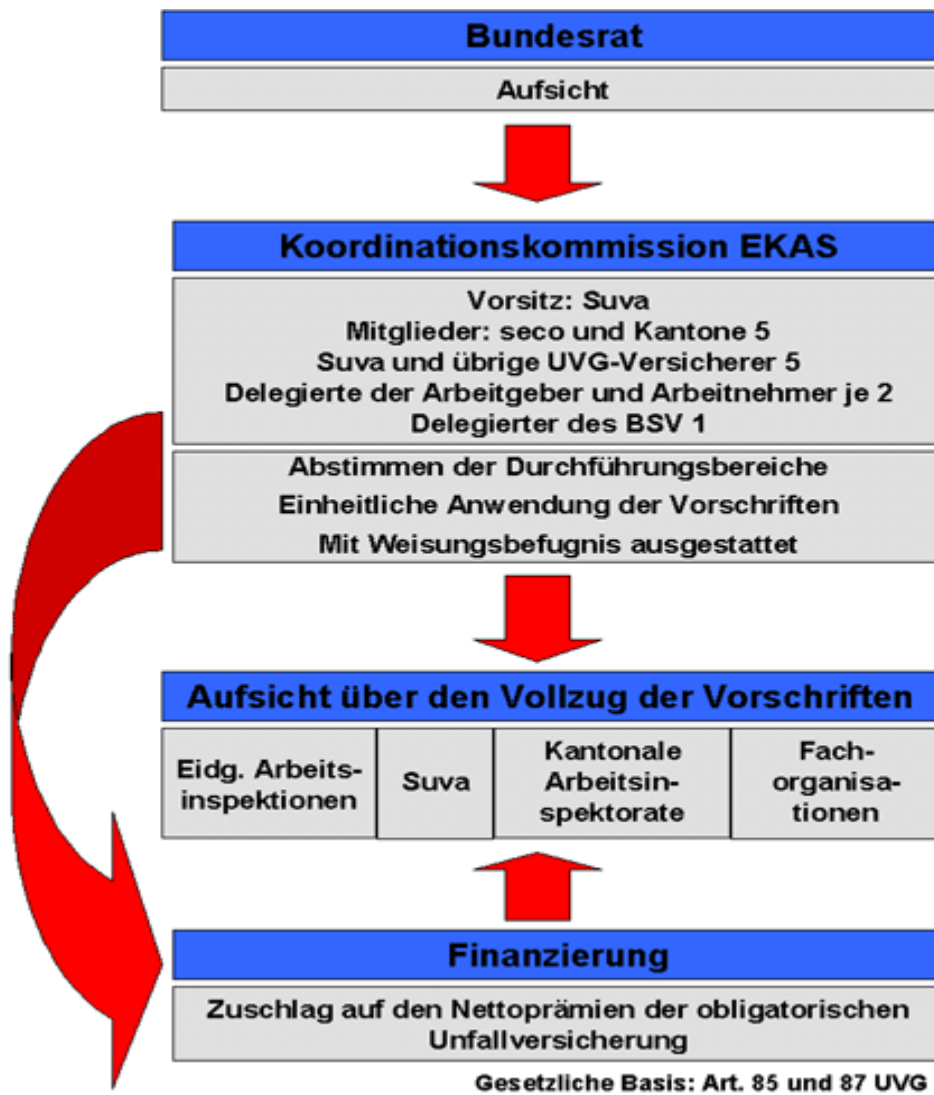 Bundesrat
Aufsicht
Koordinationskommission EKAS
Vorsitz: Suva
Mitglieder: seco und Kantone 5
Suva und übrige UVG-Versicherer 5
Delegierte der Arbeitgeber und Arbeitnehmer je 2
Delegierter des BSV 1
Abstimmen der Durchführungsbereiche
Einheitliche Anwendung der Vorschriften
Mit Weisungsbefugnis ausgestattet
Aufsicht über den Vollzug der Vorschriften
Eidg. Arbeits-
inspektionen
Suva
Kantonale
Arbeitsin-
spektorate
Fach-
organisa-
tionen
Finanzierung
Zuschlag auf den Nettoprämien der obligatorischen
Unfallversicherung
Gesetzliche Basis: Art. 85 und 87 UVG